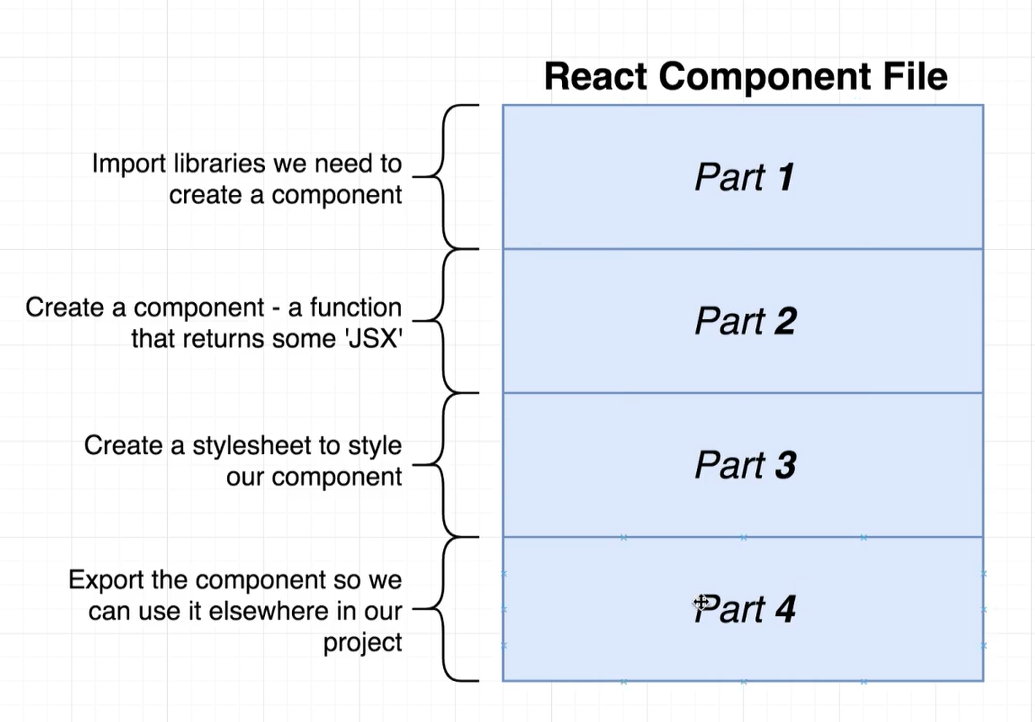 React Component File
Import libraries we need to
create a component
Part 1
Create a component - a function
that returns some 'JSX'
Part 2
Create a stylesheet to style
our component
Part 3
Export the component so we
can use it elsewhere in our
project
Part 4